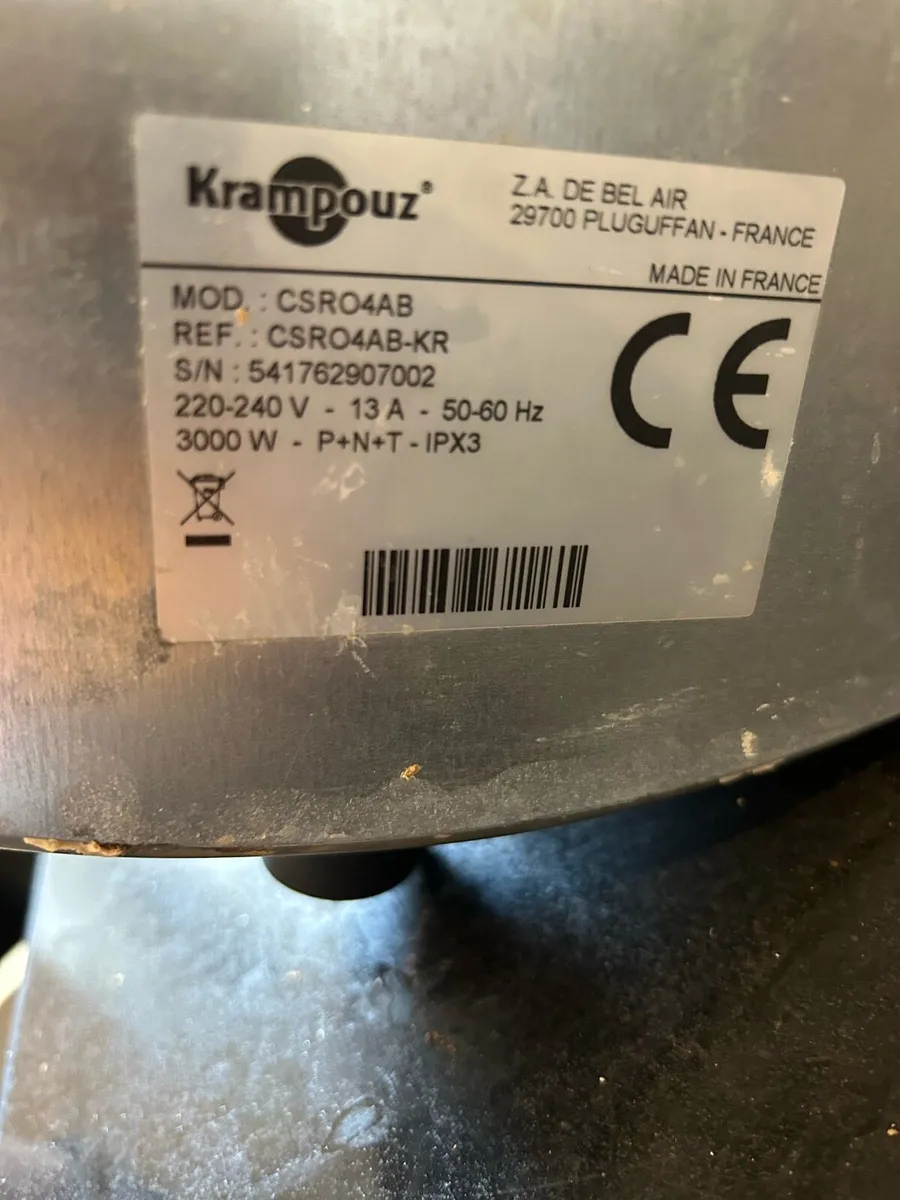 Krampouz®
Z.A. DE BEL AIR
29700 PLUGUFFAN - FRANCE
MADE IN FRANCE
MOD. : CSRO4AB
REF. : CSRO4AB-KR
S/N : 541762907002
220-240 V - 13 A - 50-60 Hz
3000 W - P+N+T - IPX3
CE